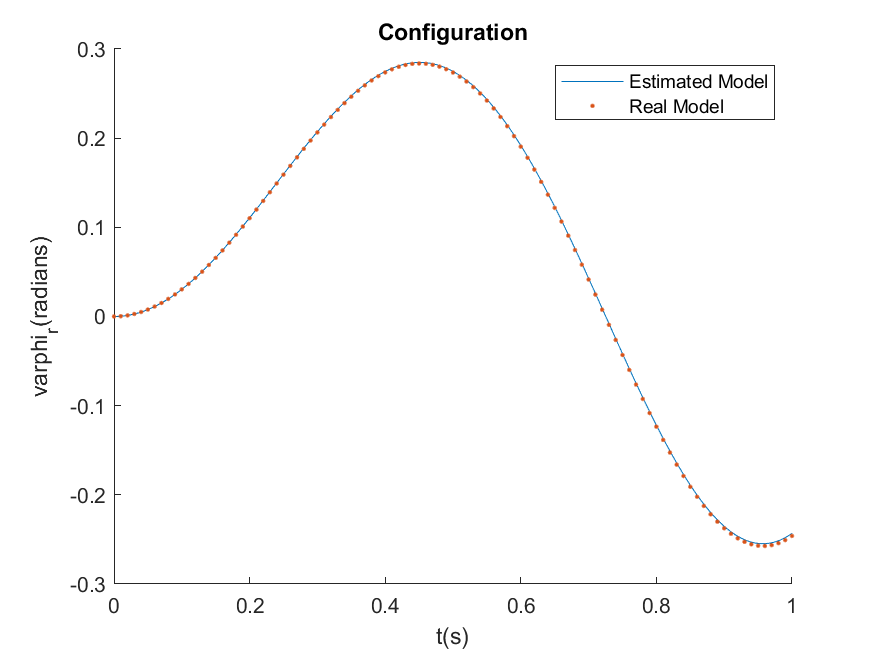 Configuration
Estimated Model
Real Model
0.3
0.2
0.1
0
-0.1
-0.2
-0.3
varphi_r(radians)
0 0.2 0.4 0.6 0.8 1
t(s)